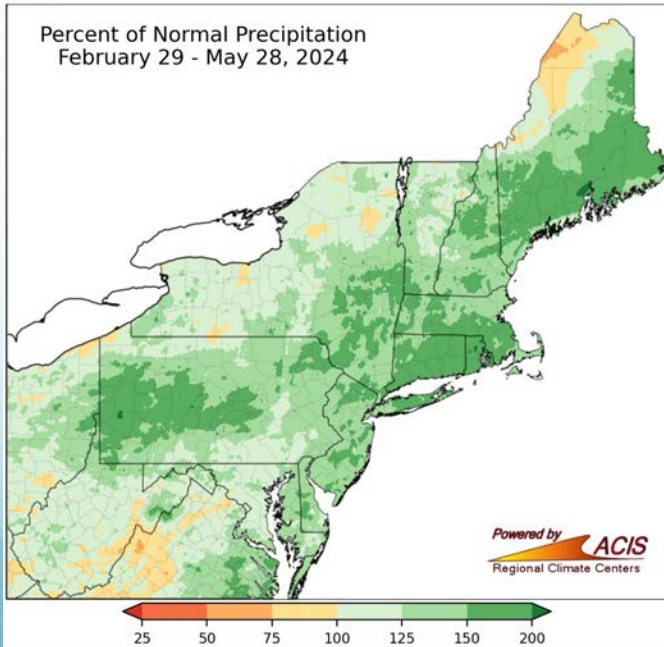 Percent of Normal Precipitation
February 29 - May 28, 2024
Powered by
ACIS
Regional Climate Centers
25 50 75 100 125 150 200